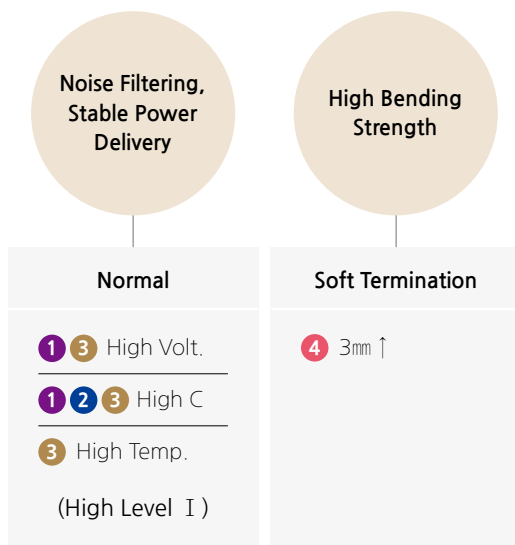 Noise Filtering,
Stable Power
Delivery
High Bending
Strength
Normal
Soft Termination
1 3 High Volt.
1 2 3 High C
3 High Temp.
(High Level Ⅰ)
4 3㎜ ↑